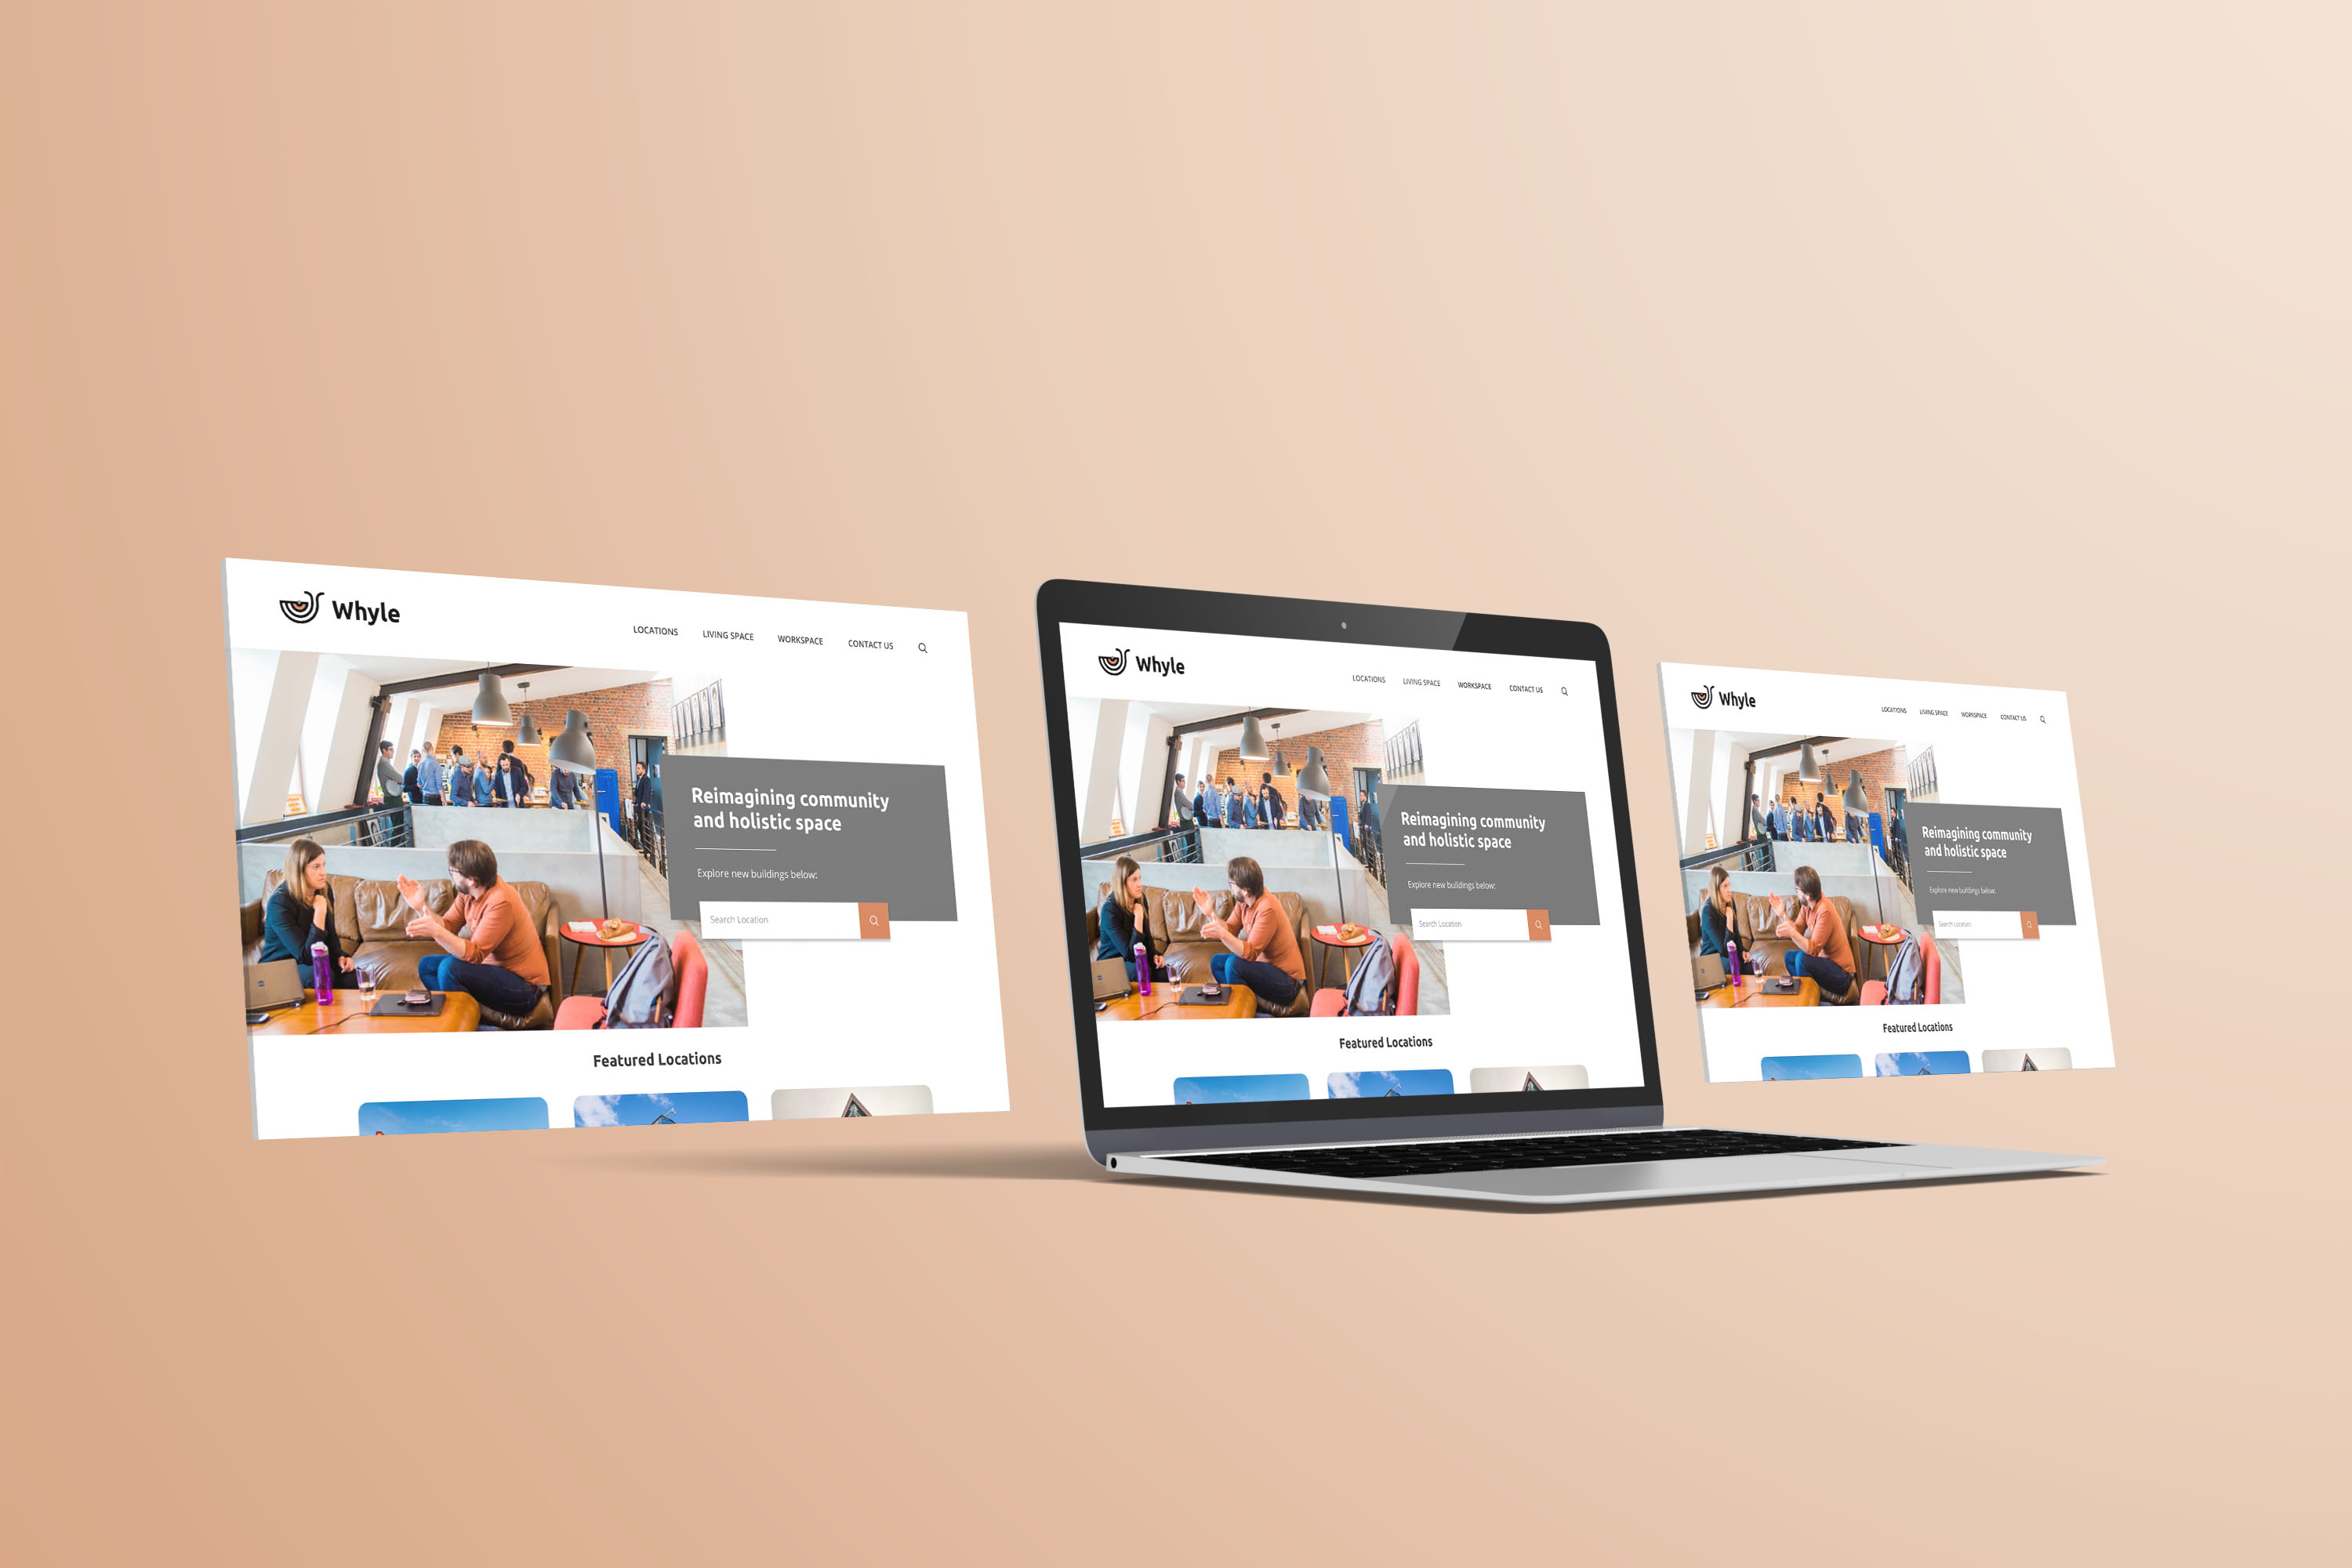 Whyle
LOCATIONS LIVING SPACE WORKSPACE CONTACT US
Reimagining community
and holistic space
Explore new buildings below:
Search Location
Featured Locations
Whyle
LOCATIONS LIVING SPACE WORKSPACE CONTACT US
Reimagining community
and holistic space
Explore new buildings below:
Search Location
Featured Locations
Whyle
LOCATIONS LIVING SPACE WORKSPACE CONTACT US
Reimagining community
and holistic space
Explore new buildings below:
Search Location
Featured Locations